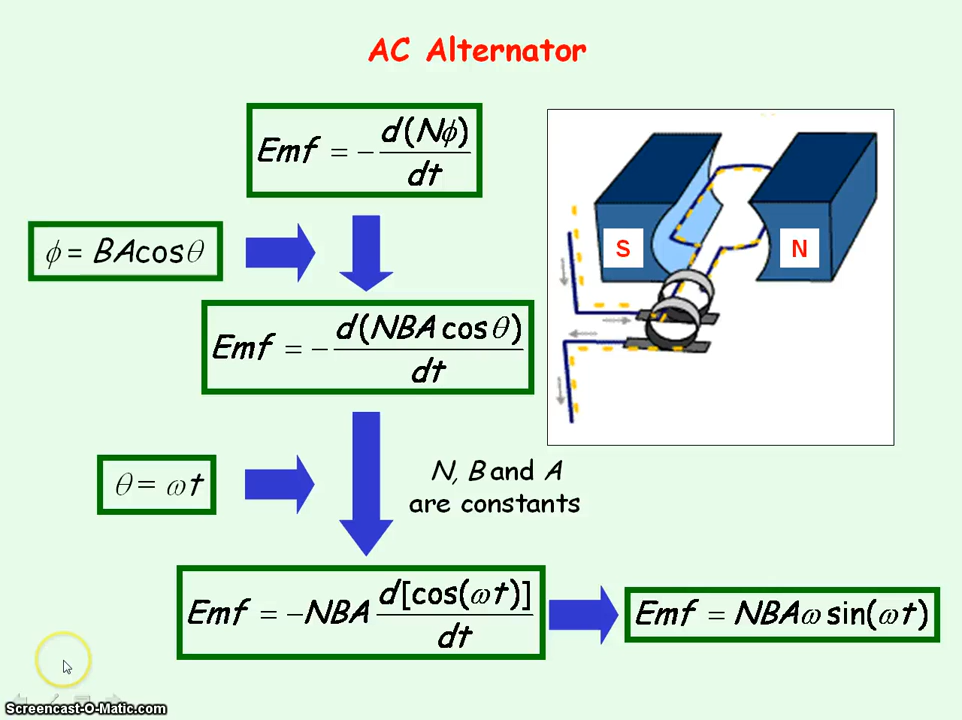 AC Alternator
Emf = − d(Nϕ) / dt
ϕ = BAcosθ
S
N
Emf = − d(NBA cos θ) / dt
θ = ωt
N, B and A
are constants
Emf = −NBA d[cos(ωt)] / dt
Emf = NBAω sin(ωt)
Screencast-O-Matic.com